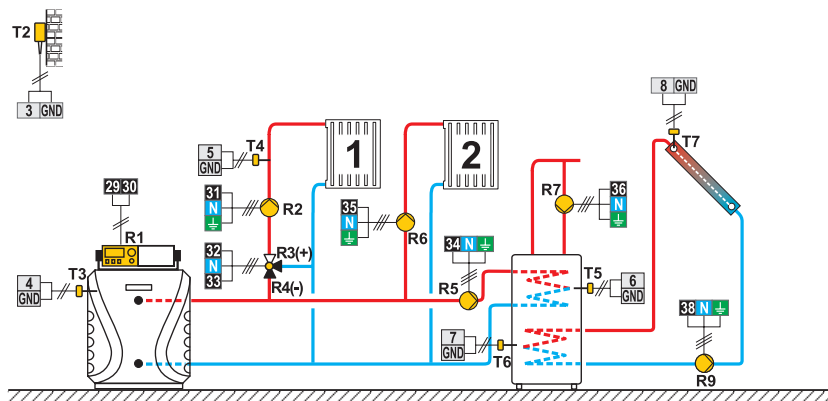 T2
3 GND
8 GND
T7
5
GND
T4
1
2
29 30
31
N
R2
35
N
R6
R7
36
N
R1
32
N
33
R3(+)
R4(-)
34 N
R5
T5
6
GND
4
GND
T3
7
GND
T6
38 N
R9